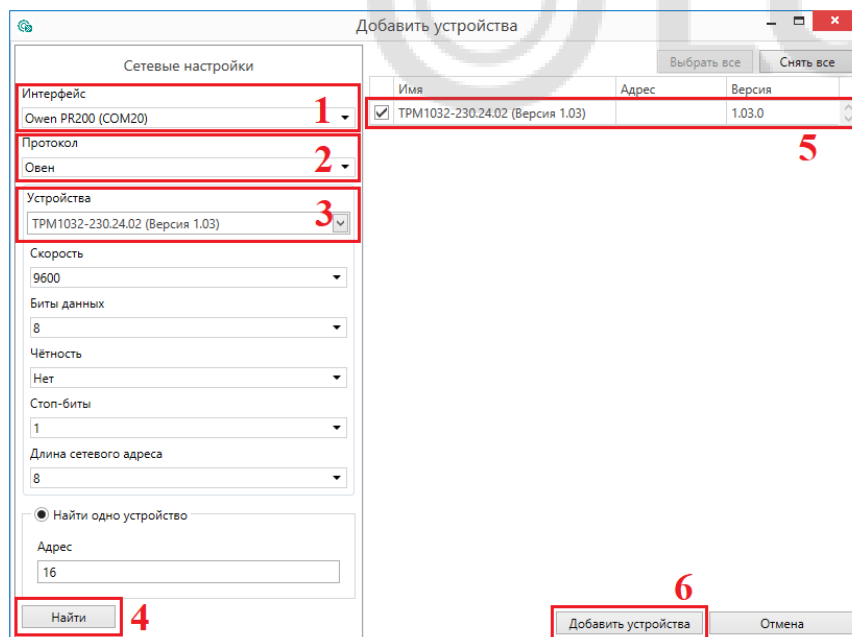 Добавить устройства
Сетевые настройки
Интерфейс
Owen PR200 (COM20)
1
Протокол
Овен
2
Устройства
ТРМ1032-230.24.02 (Версия 1.03)
3
Скорость
9600
Биты данных
8
Чётность
Нет
Стоп-биты
1
Длина сетевого адреса
8
Найти одно устройство
Адрес
16
Найти
4
Выбрать все Снять все
Имя Адрес Версия
ТРМ1032-230.24.02 (Версия 1.03) 1.03.0
5
6
Добавить устройства Отмена